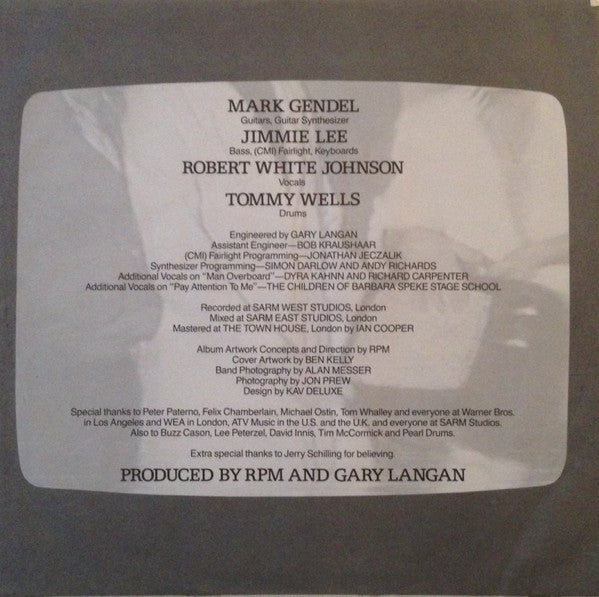 MARK GENDEL
Guitars, Guitar Synthesizer
JIMMIE LEE
Bass, (CMI) Fairlight, Keyboards
ROBERT WHITE JOHNSON
Vocals
TOMMY WELLS
Drums
Engineered by GARY LANGAN
Assistant Engineer—BOB KRAUSHAAR
(CMI) Fairlight Programming—JONATHAN JECZALIK
Synthesizer Programming—SIMON DARLOW AND ANDY RICHARDS
Additional Vocals on "Man Overboard"—DYRA KAHNN AND RICHARD CARPENTER
Additional Vocals on "Pay Attention To Me"—THE CHILDREN OF BARBARA SPEKE STAGE SCHOOL
Recorded at SARM WEST STUDIOS, London
Mixed at SARM EAST STUDIOS, London
Mastered at THE TOWN HOUSE, London by IAN COOPER
Album Artwork Concepts and Direction by RPM
Cover Artwork by BEN KELLY
Band Photography by ALAN MESSER
Photography by JON PREW
Design by KAV DELUXE
Special thanks to Peter Paterno, Felix Chamberlain, Michael Ostin, Tom Whalley and everyone at Warner Bros.
in Los Angeles and WEA in London, ATV Music in the U.S. and the U.K. and everyone at SARM Studios.
Also to Buzz Cason, Lee Peterzel, David Innis, Tim McCormick and Pearl Drums.
Extra special thanks to Jerry Schilling for believing.
PRODUCED BY RPM AND GARY LANGAN